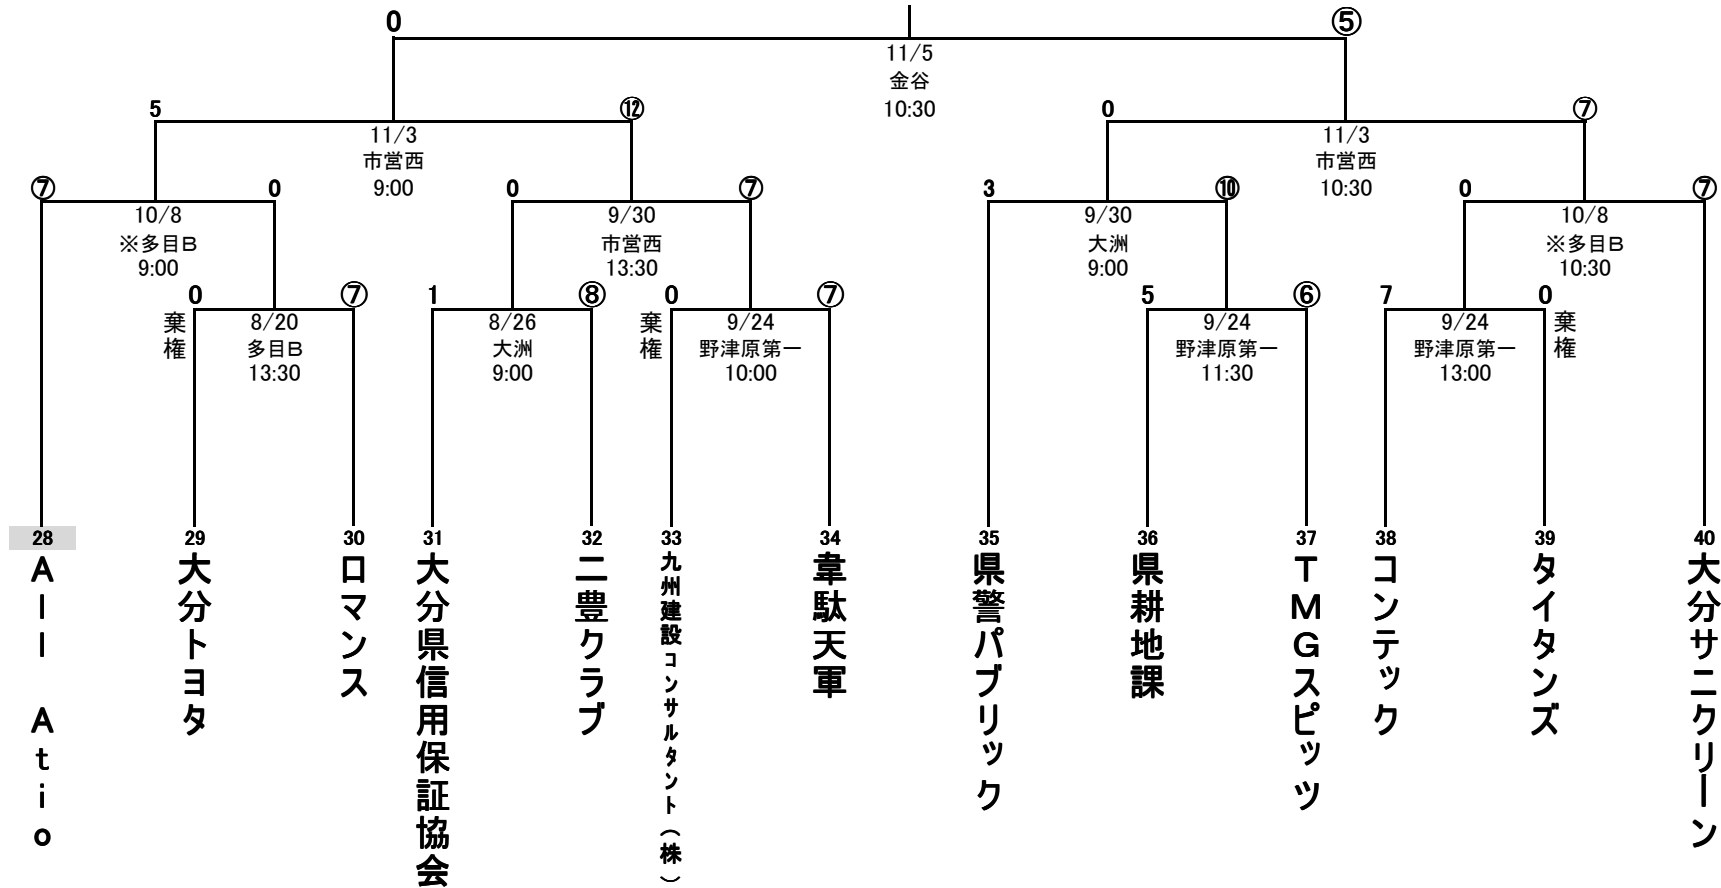 0
⑤
11/5
金谷
10:30
5
⑫
0
⑦
11/3
市営西
9:00
11/3
市営西
10:30
⑦
0
0
⑦
3
⑩
0
⑦
10/8
※多目B
9:00
9/30
市営西
13:30
9/30
大洲
9:00
10/8
※多目B
10:30
0
⑦
1
⑧
0
⑦
5
⑥
7
0
棄権
8/20
多目B
13:30
8/26
大洲
9:00
棄権
9/24
野津原第一
10:00
9/24
野津原第一
11:30
9/24
野津原第一
13:00
棄権
28
29
30
31
32
33
34
35
36
37
38
39
40
All Atio
大分トヨタ
ロマンス
大分県信用保証協会
二豊クラブ
九州建設コンサルタント(株)
韋駄天軍
県警パブリック
県耕地課
TMGスピッツ
コンテック
タイタンズ
大分サニクリーン